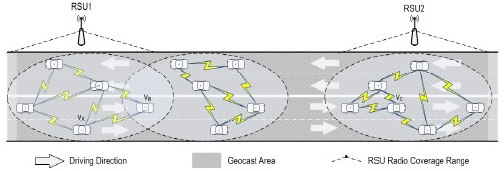 RSU1
RSU2
VB
VA
VC
Driving Direction
Geocast Area
RSU Radio Coverage Range